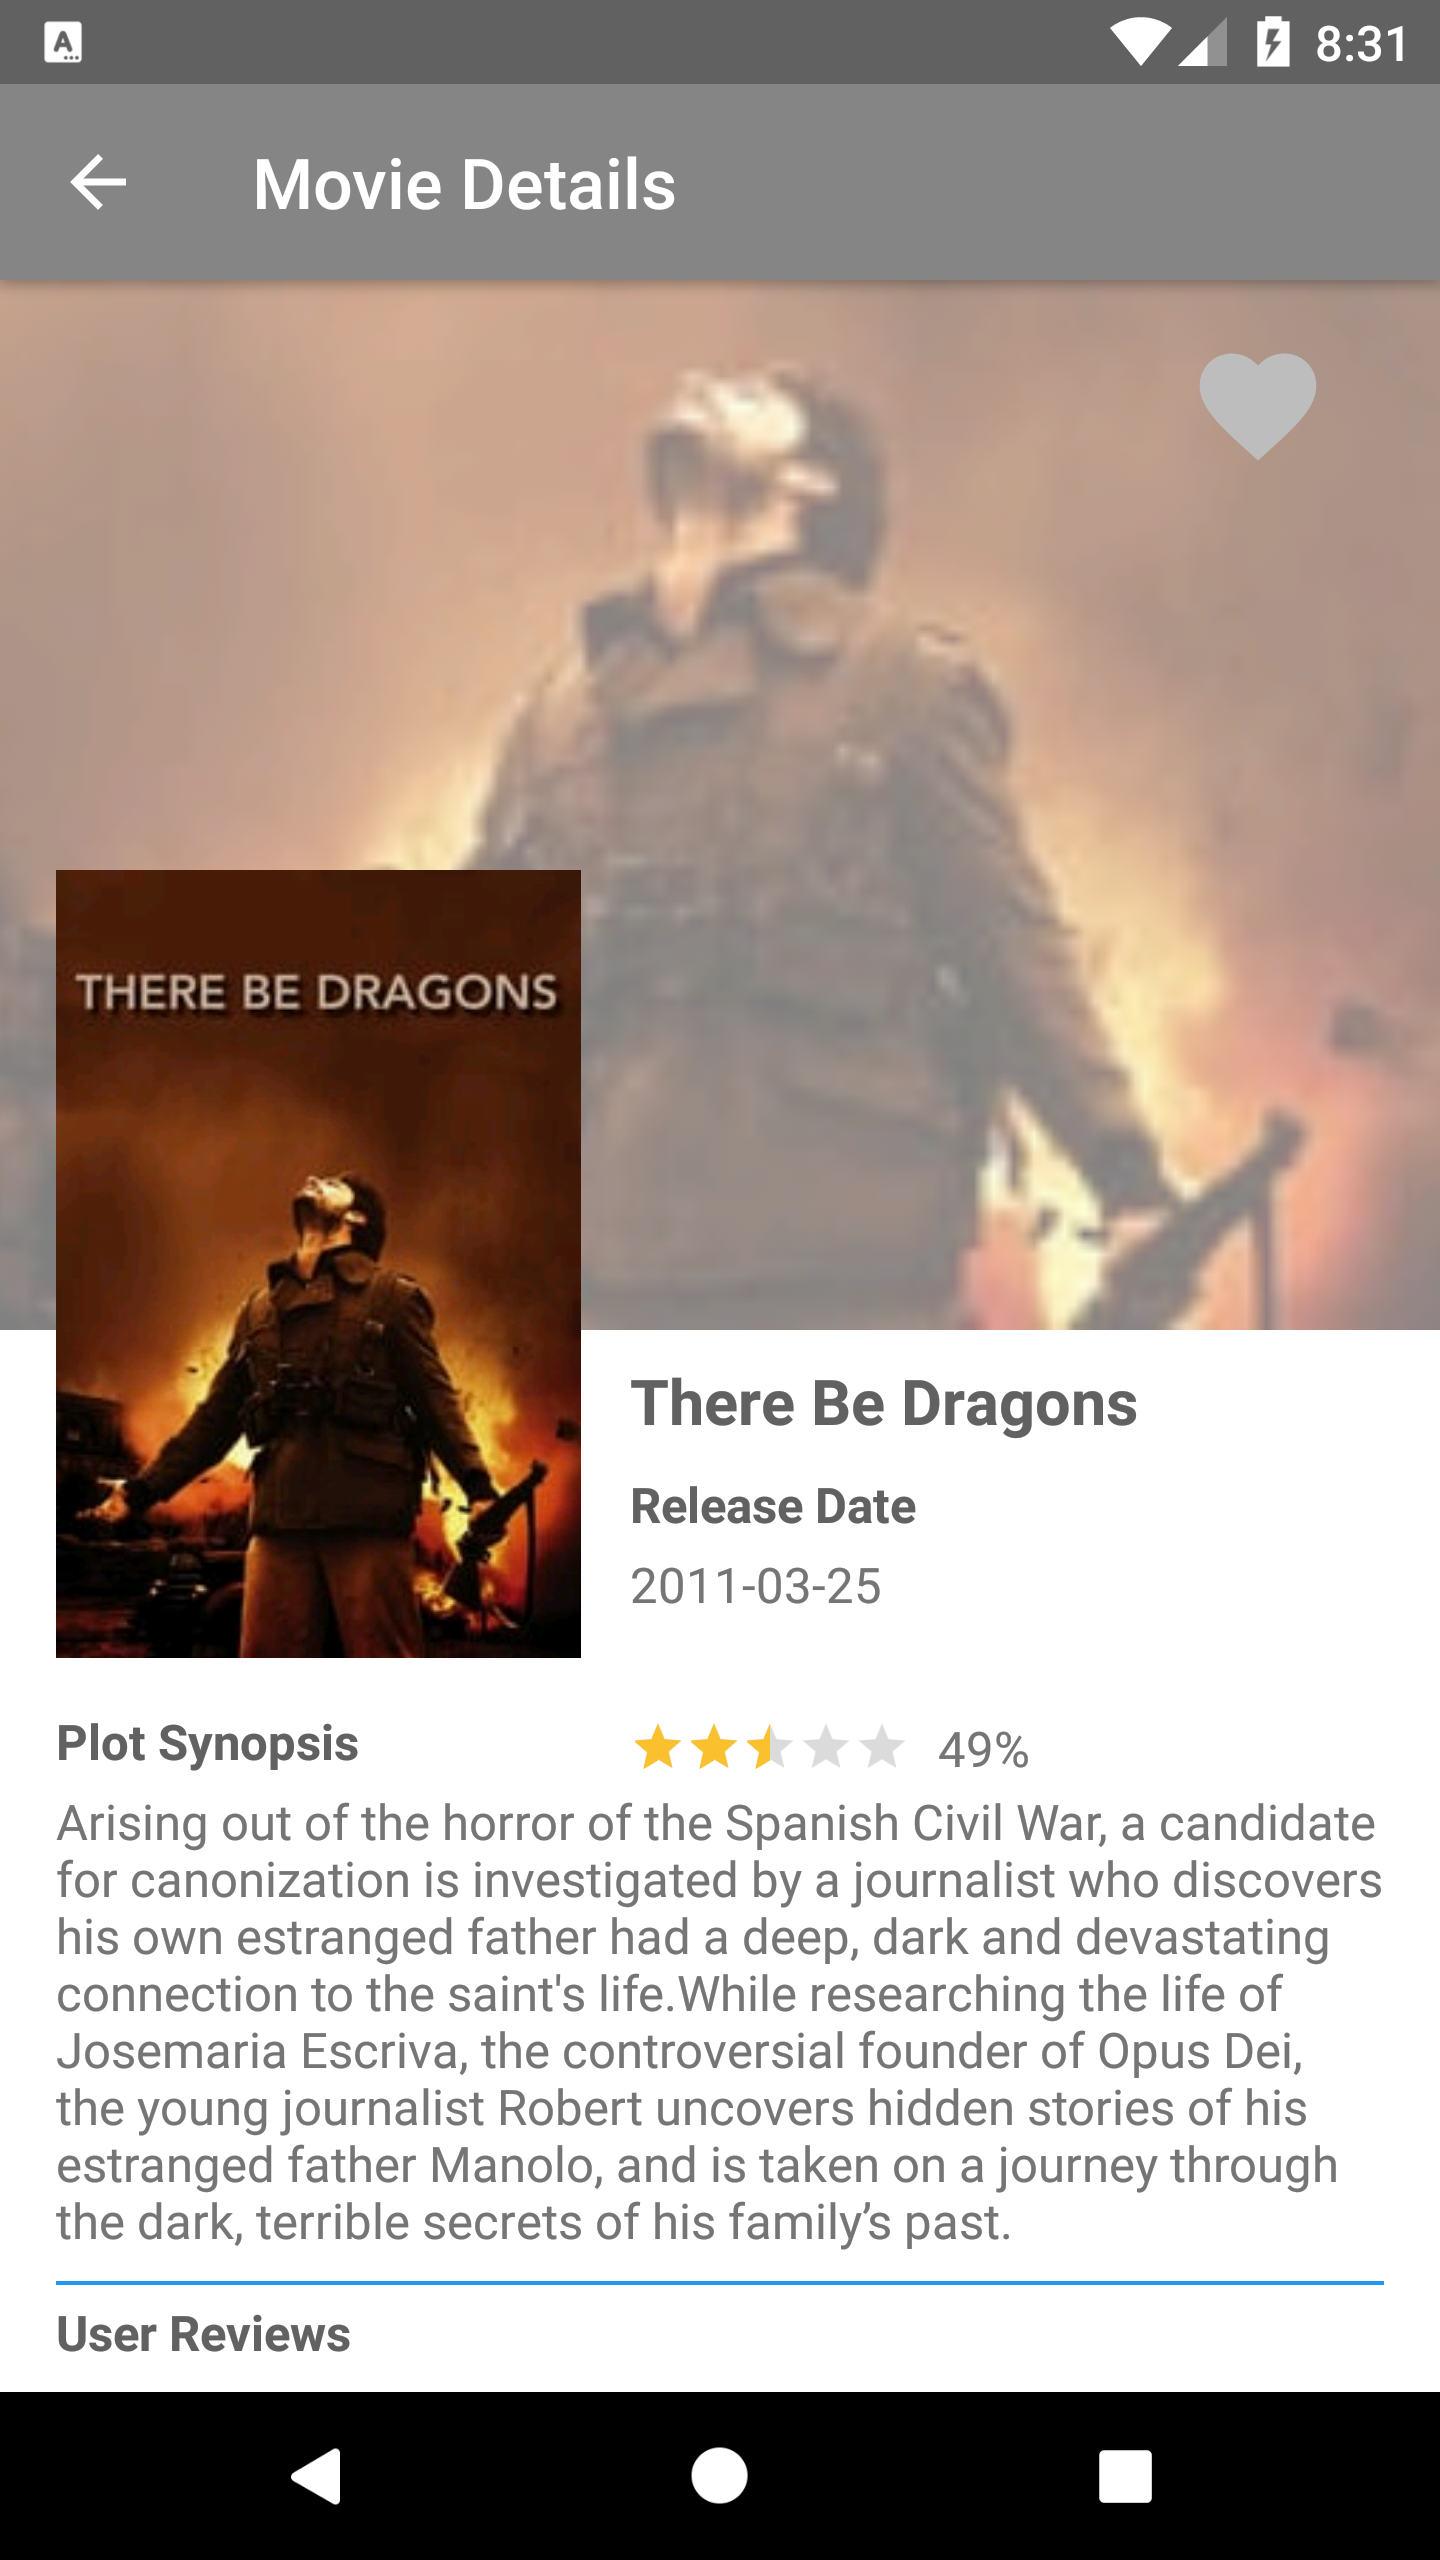 8:31
Movie Details
THERE BE DRAGONS
There Be Dragons
Release Date
2011-03-25
Plot Synopsis
49%
Arising out of the horror of the Spanish Civil War, a candidate
for canonization is investigated by a journalist who discovers
his own estranged father had a deep, dark and devastating
connection to the saint's life.While researching the life of
Josemaria Escriva, the controversial founder of Opus Dei,
the young journalist Robert uncovers hidden stories of his
estranged father Manolo, and is taken on a journey through
the dark, terrible secrets of his family’s past.
User Reviews